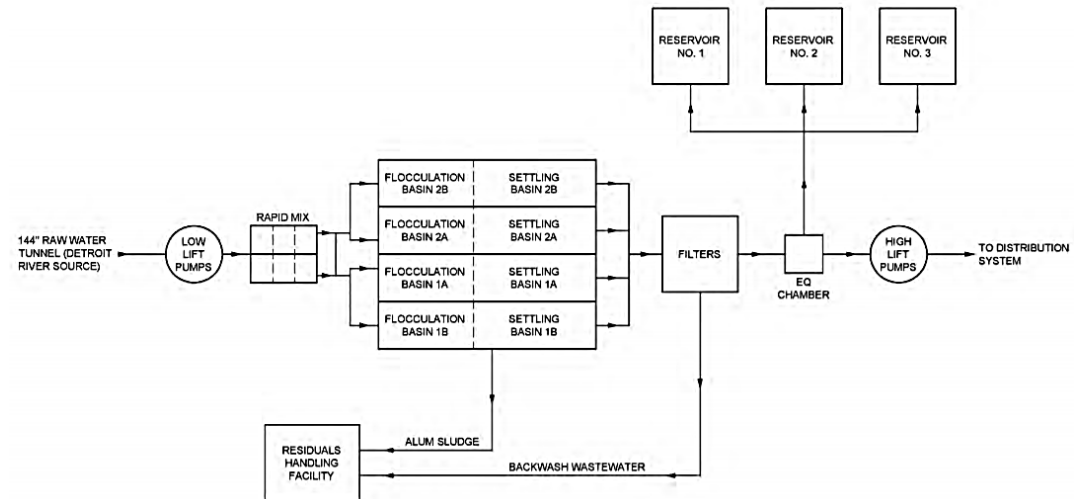 RESERVOIR
NO. 1
RESERVOIR
NO. 2
RESERVOIR
NO. 3
FLOCCULATION
BASIN 2B
SETTLING
BASIN 2B
RAPID MIX
FLOCCULATION
BASIN 2A
SETTLING
BASIN 2A
144" RAW WATER
TUNNEL (DETROIT
RIVER SOURCE)
LOW
LIFT
PUMPS
FILTERS
HIGH
LIFT
PUMPS
TO DISTRIBUTION
SYSTEM
FLOCCULATION
BASIN 1A
SETTLING
BASIN 1A
EQ
CHAMBER
FLOCCULATION
BASIN 1B
SETTLING
BASIN 1B
ALUM SLUDGE
RESIDUALS
HANDLING
FACILITY
BACKWASH WASTEWATER